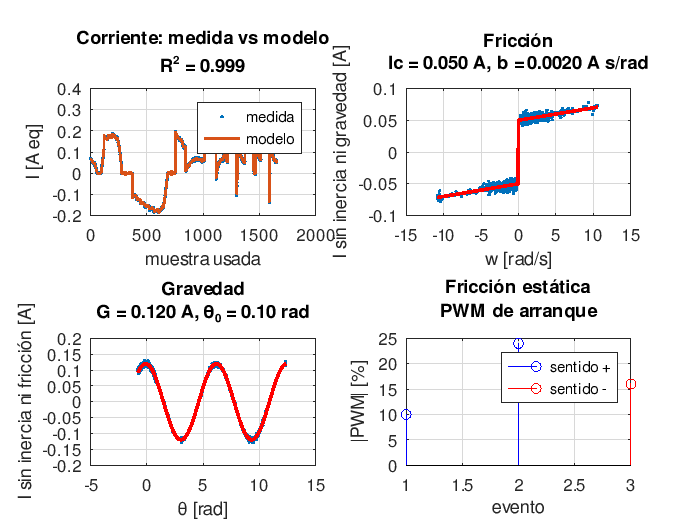 Corriente: medida vs modelo
R² = 0.999
I [A eq]
0.4
0.3
0.2
0.1
0
-0.1
-0.2
medida
modelo
0 500 1000 1500 2000
muestra usada
Fricción
Ic = 0.050 A, b = 0.0020 A s/rad
I sin inercia ni gravedad [A]
0.1
0.05
0
-0.05
-0.1
-15 -10 -5 0 5 10 15
w [rad/s]
Gravedad
G = 0.120 A, θ₀ = 0.10 rad
I sin inercia ni fricción [A]
0.2
0.15
0.1
0.05
0
-0.05
-0.1
-0.15
-0.2
-5 0 5 10 15
θ [rad]
Fricción estática
PWM de arranque
|PWM| [%]
25
20
15
10
5
0
sentido +
sentido -
1 1.5 2 2.5 3
evento